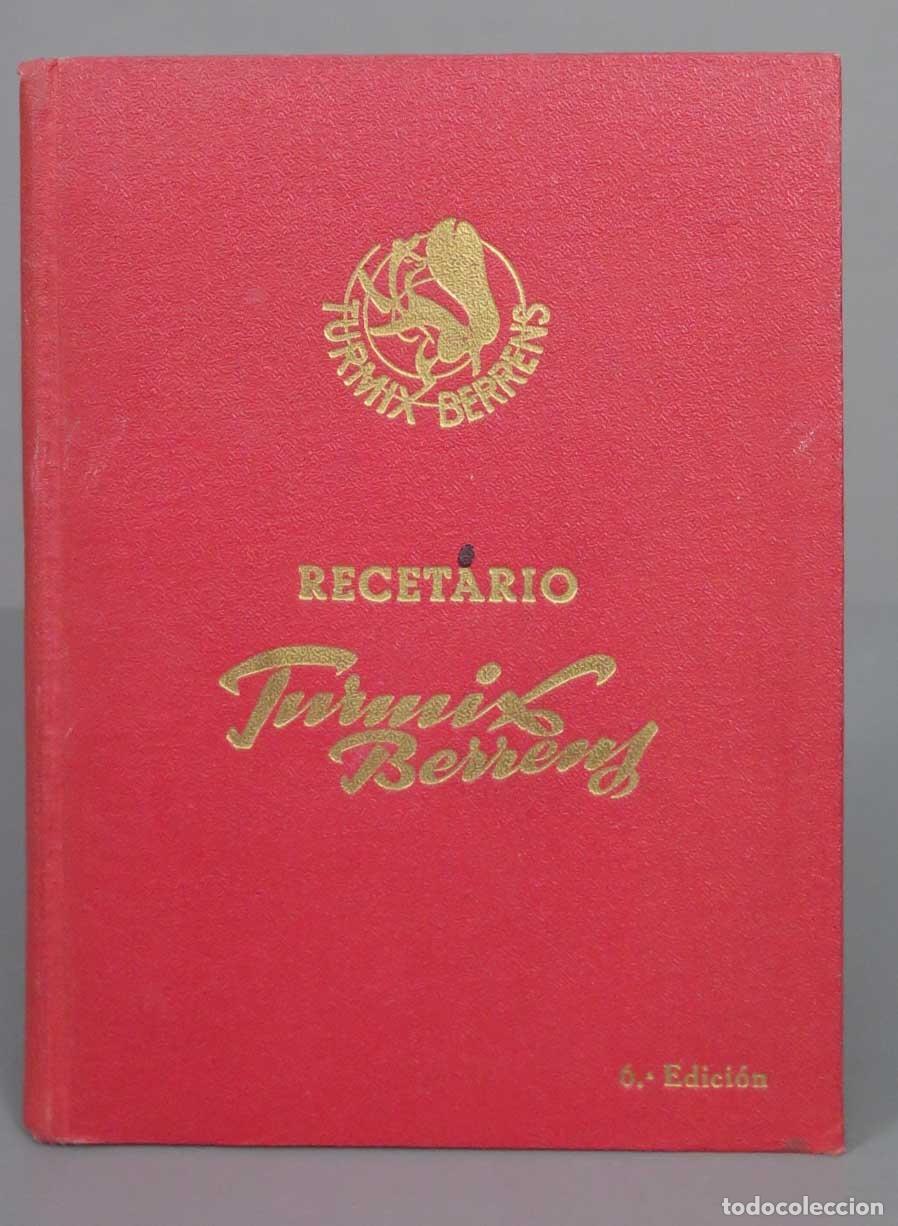 TURMIX BERRENS
RECETARIO
Turmix
Berrens
6.ª Edición
todocoleccion